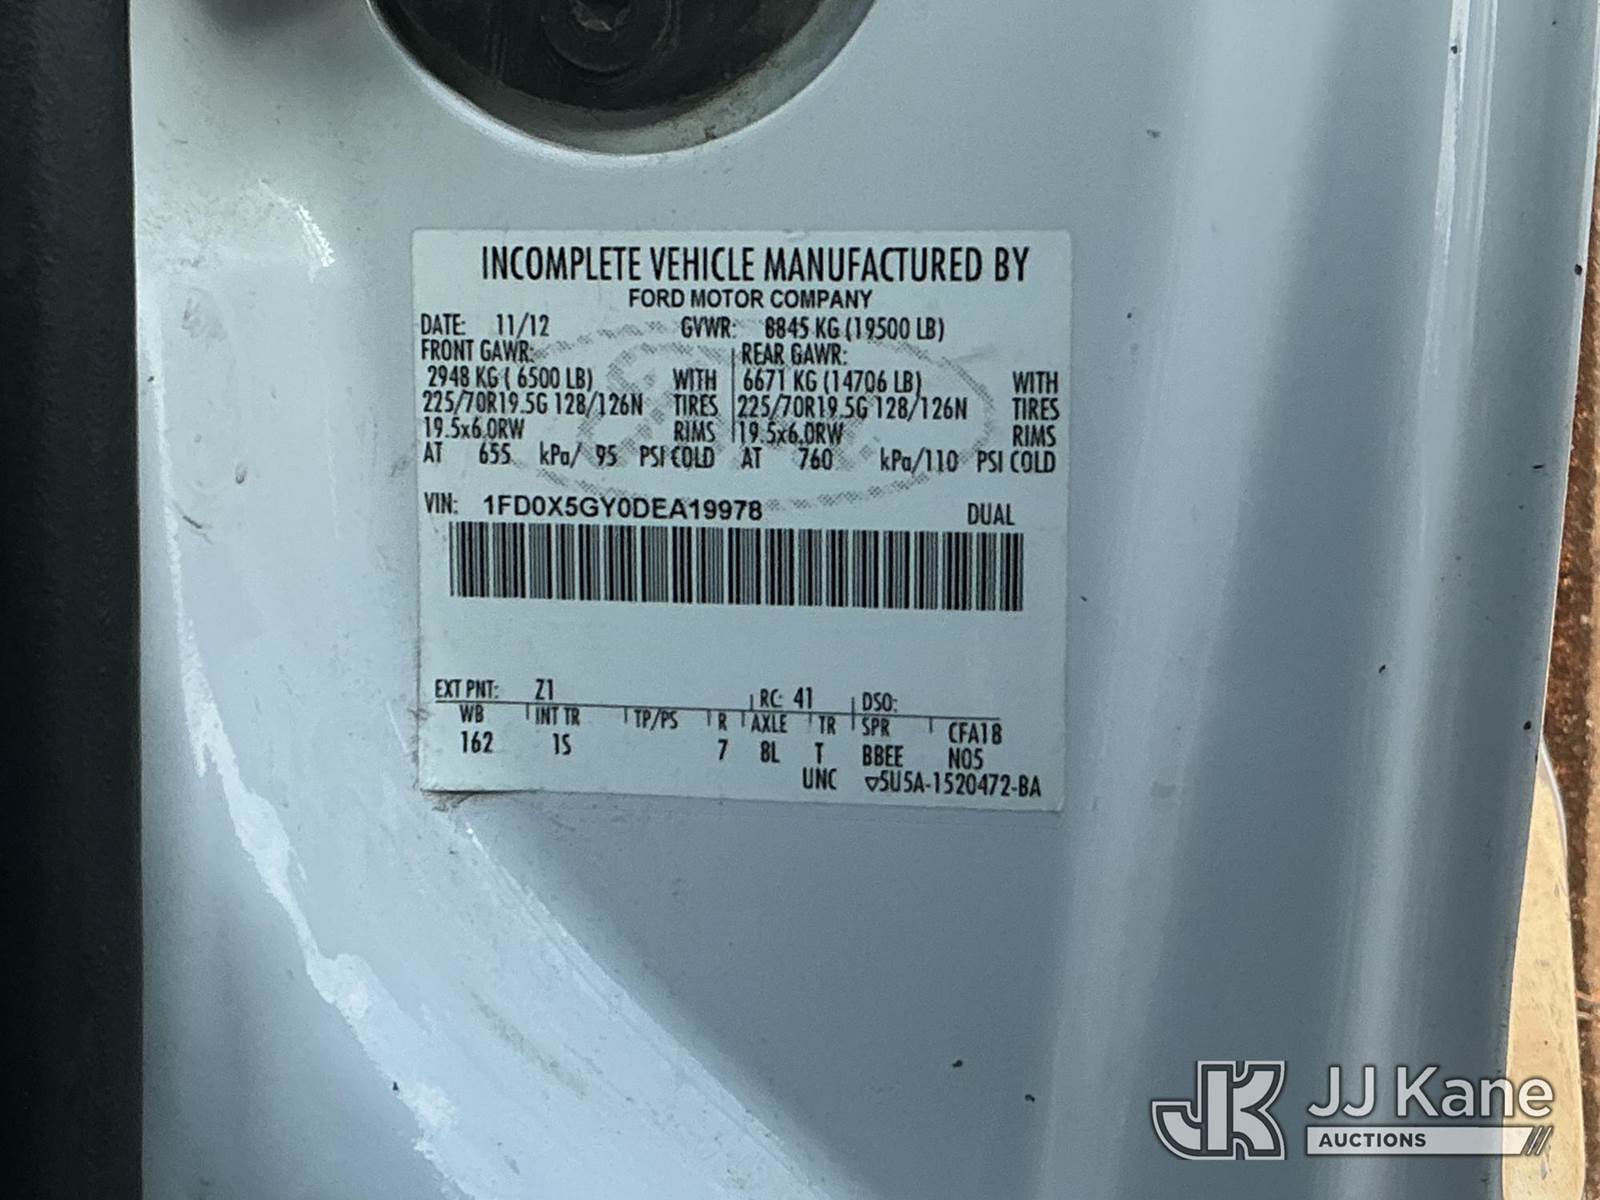 INCOMPLETE VEHICLE MANUFACTURED BY
FORD MOTOR COMPANY
DATE: 11/12 GVWR: 8845 KG (19500 LB)
FRONT GAWR: REAR GAWR:
2948 KG ( 6500 LB) WITH 6671 KG (14706 LB) WITH
225/70R19.5G 128/126N TIRES 225/70R19.5G 128/126N TIRES
19.5x6.0RW RIMS 19.5x6.0RW RIMS
AT 655 kPa/ 95 PSI COLD AT 760 kPa/110 PSI COLD
VIN: 1FD0X5GY0DEA19978 DUAL
EXT PNT: Z1 RC: 41 DSO:
WB INT TR TP/PS R AXLE TR SPR CFA18
162 1S 7 8L T BBEE N05
UNC ▽5U5A-1520472-BA
JK JJ Kane
AUCTIONS